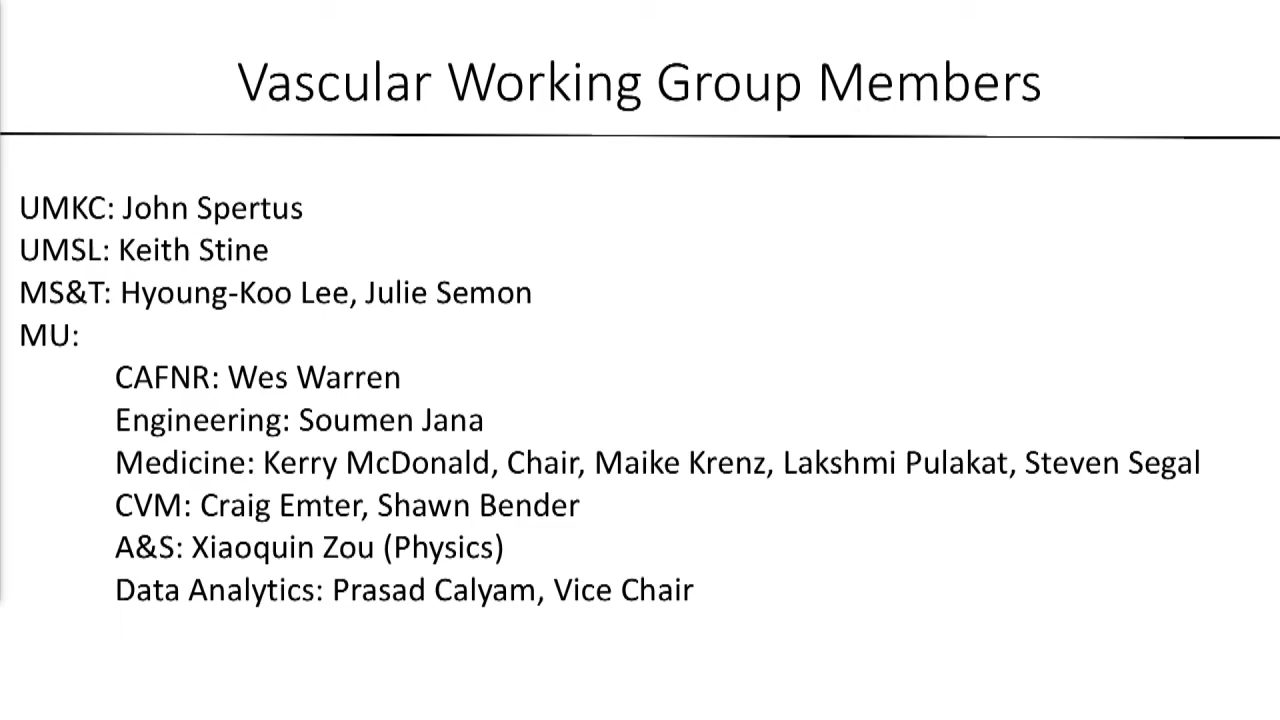 Vascular Working Group Members
UMKC: John Spertus
UMSL: Keith Stine
MS&T: Hyoung-Koo Lee, Julie Semon
MU:
CAFNR: Wes Warren
Engineering: Soumen Jana
Medicine: Kerry McDonald, Chair, Maike Krenz, Lakshmi Pulakat, Steven Segal
CVM: Craig Emter, Shawn Bender
A&S: Xiaoquin Zou (Physics)
Data Analytics: Prasad Calyam, Vice Chair